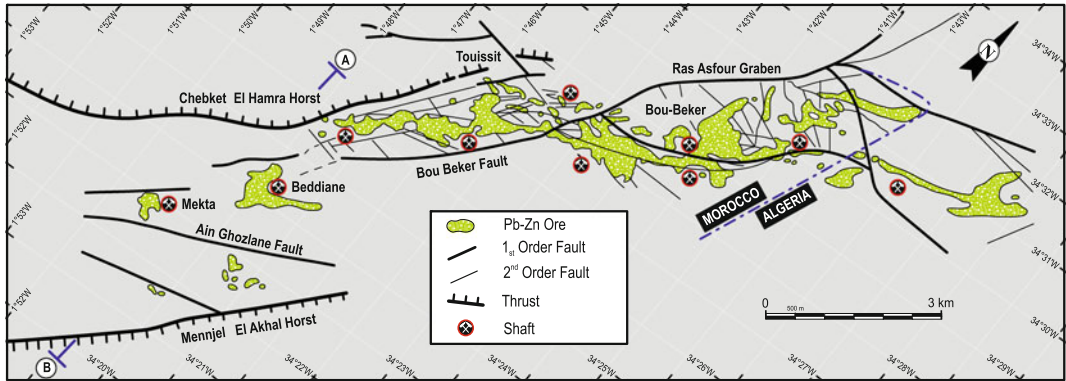 1°53'W
1°52'W
1°51'W
1°50'W
1°49'W
1°48'W
1°47'W
1°46'W
1°45'W
1°44'W
1°43'W
1°42'W
1°41'W
1°43'W
34°34'W
N
A
Touissit
Ras Asfour Graben
Chebket El Hamra Horst
Bou-Beker
34°33'W
1°52'W
Bou Beker Fault
Beddiane
34°32'W
Mekta
MOROCCO
ALGERIA
1°53'W
Ain Ghozlane Fault
Pb-Zn Ore
1st Order Fault
2nd Order Fault
Thrust
Shaft
34°31'W
0
500 m
3 km
1°52'W
Mennjel El Akhal Horst
34°30'W
B
34°20'W
34°21'W
34°22'W
34°23'W
34°24'W
34°25'W
34°26'W
34°27'W
34°28'W
34°29'W